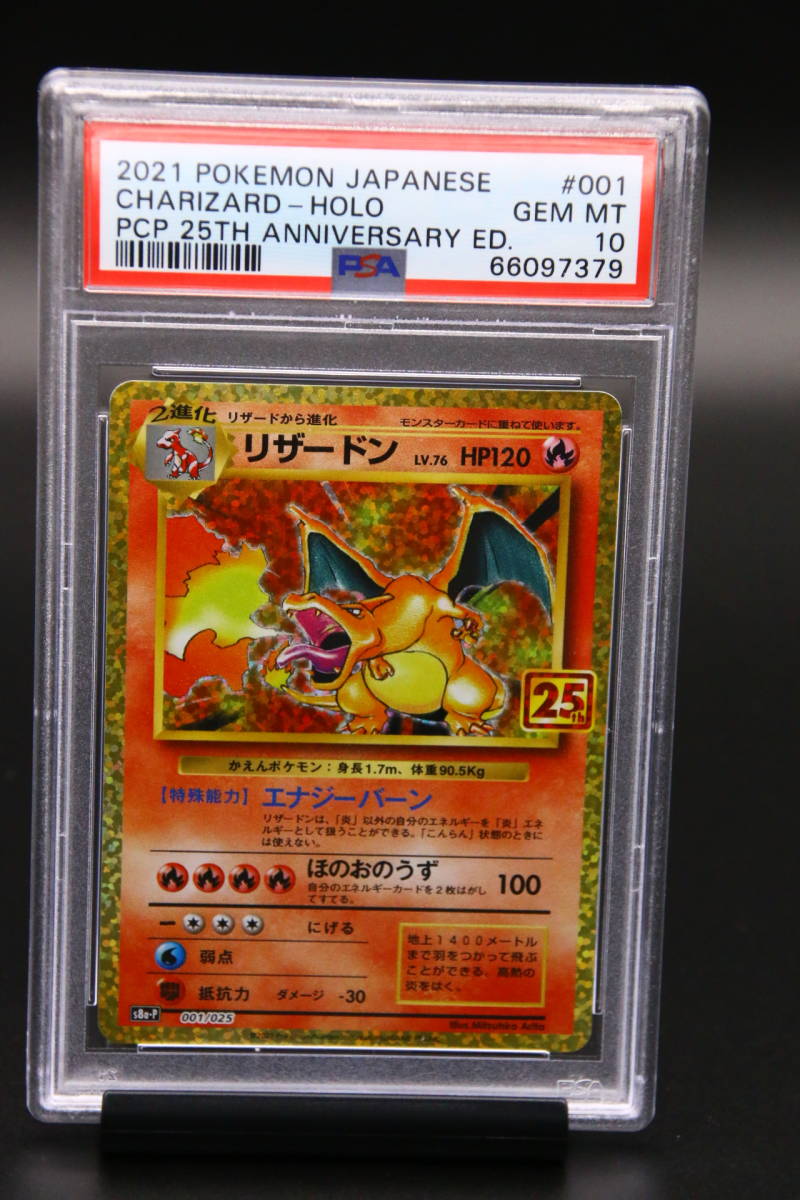 2021 POKEMON JAPANESE #001
CHARIZARD - HOLO GEM MT
PCP 25TH ANNIVERSARY ED. 10
PSA 66097379
2進化 リザードから進化 モンスターカードに重ねて使います。
リザードン LV.76 HP120
25th
かえんポケモン：身長1.7m、体重90.5Kg
【特殊能力】エナジーバーン
リザードンは、「炎」以外の自分のエネルギーを「炎」エネ
ルギーとして扱うことができる。「こんらん」状態のときに
は使えない。
ほのおのうず 100
自分のエネルギーカードを2枚はがし
てすてる。
にげる
弱点
抵抗力 ダメージ -30
地上1400メートル
まで羽をつかって飛ぶ
ことができる。高熱の
炎をはく。
s8a-P 001/025
Illus. Mitsuhiro Arita
PSA